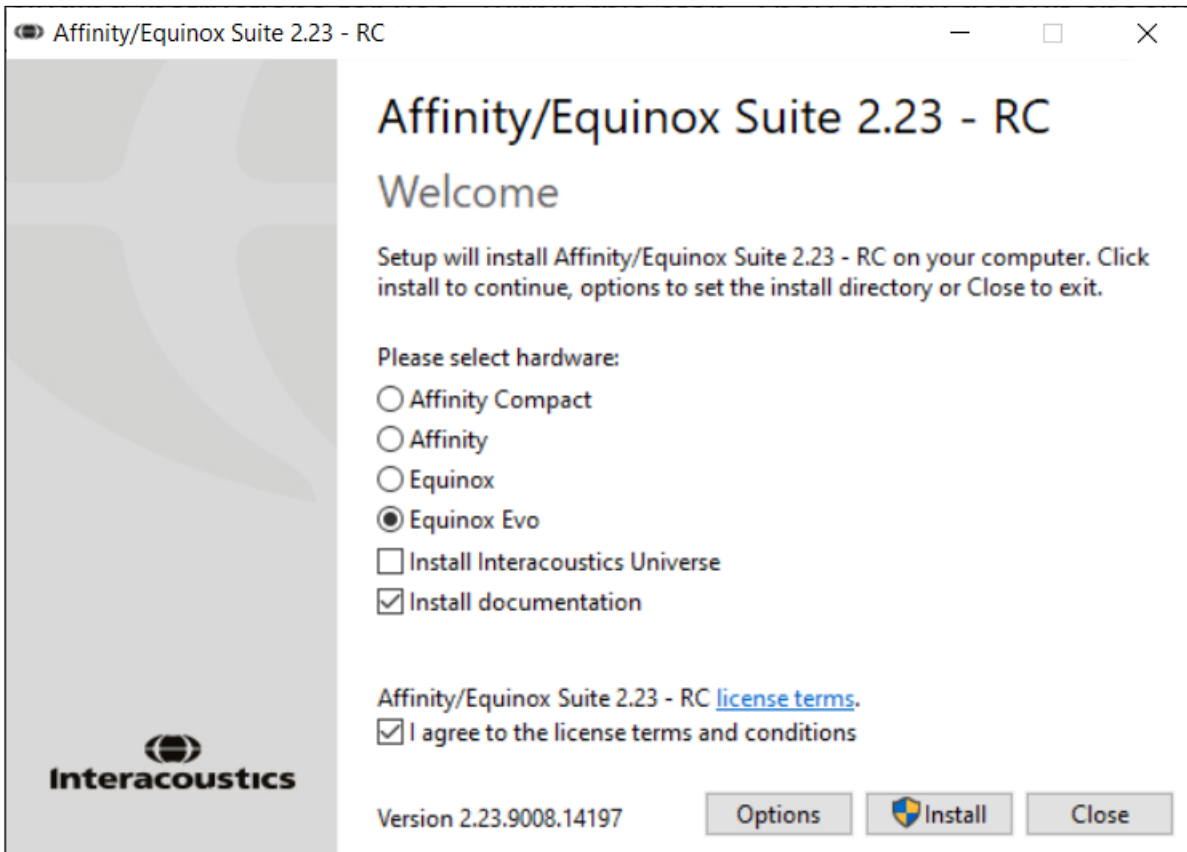 Affinity/Equinox Suite 2.23 - RC
Affinity/Equinox Suite 2.23 - RC
Welcome
Setup will install Affinity/Equinox Suite 2.23 - RC on your computer. Click
install to continue, options to set the install directory or Close to exit.
Please select hardware:
Affinity Compact
Affinity
Equinox
Equinox Evo
Install Interacoustics Universe
Install documentation
Affinity/Equinox Suite 2.23 - RC license terms.
I agree to the license terms and conditions
Interacoustics
Version 2.23.9008.14197
Options
Install
Close